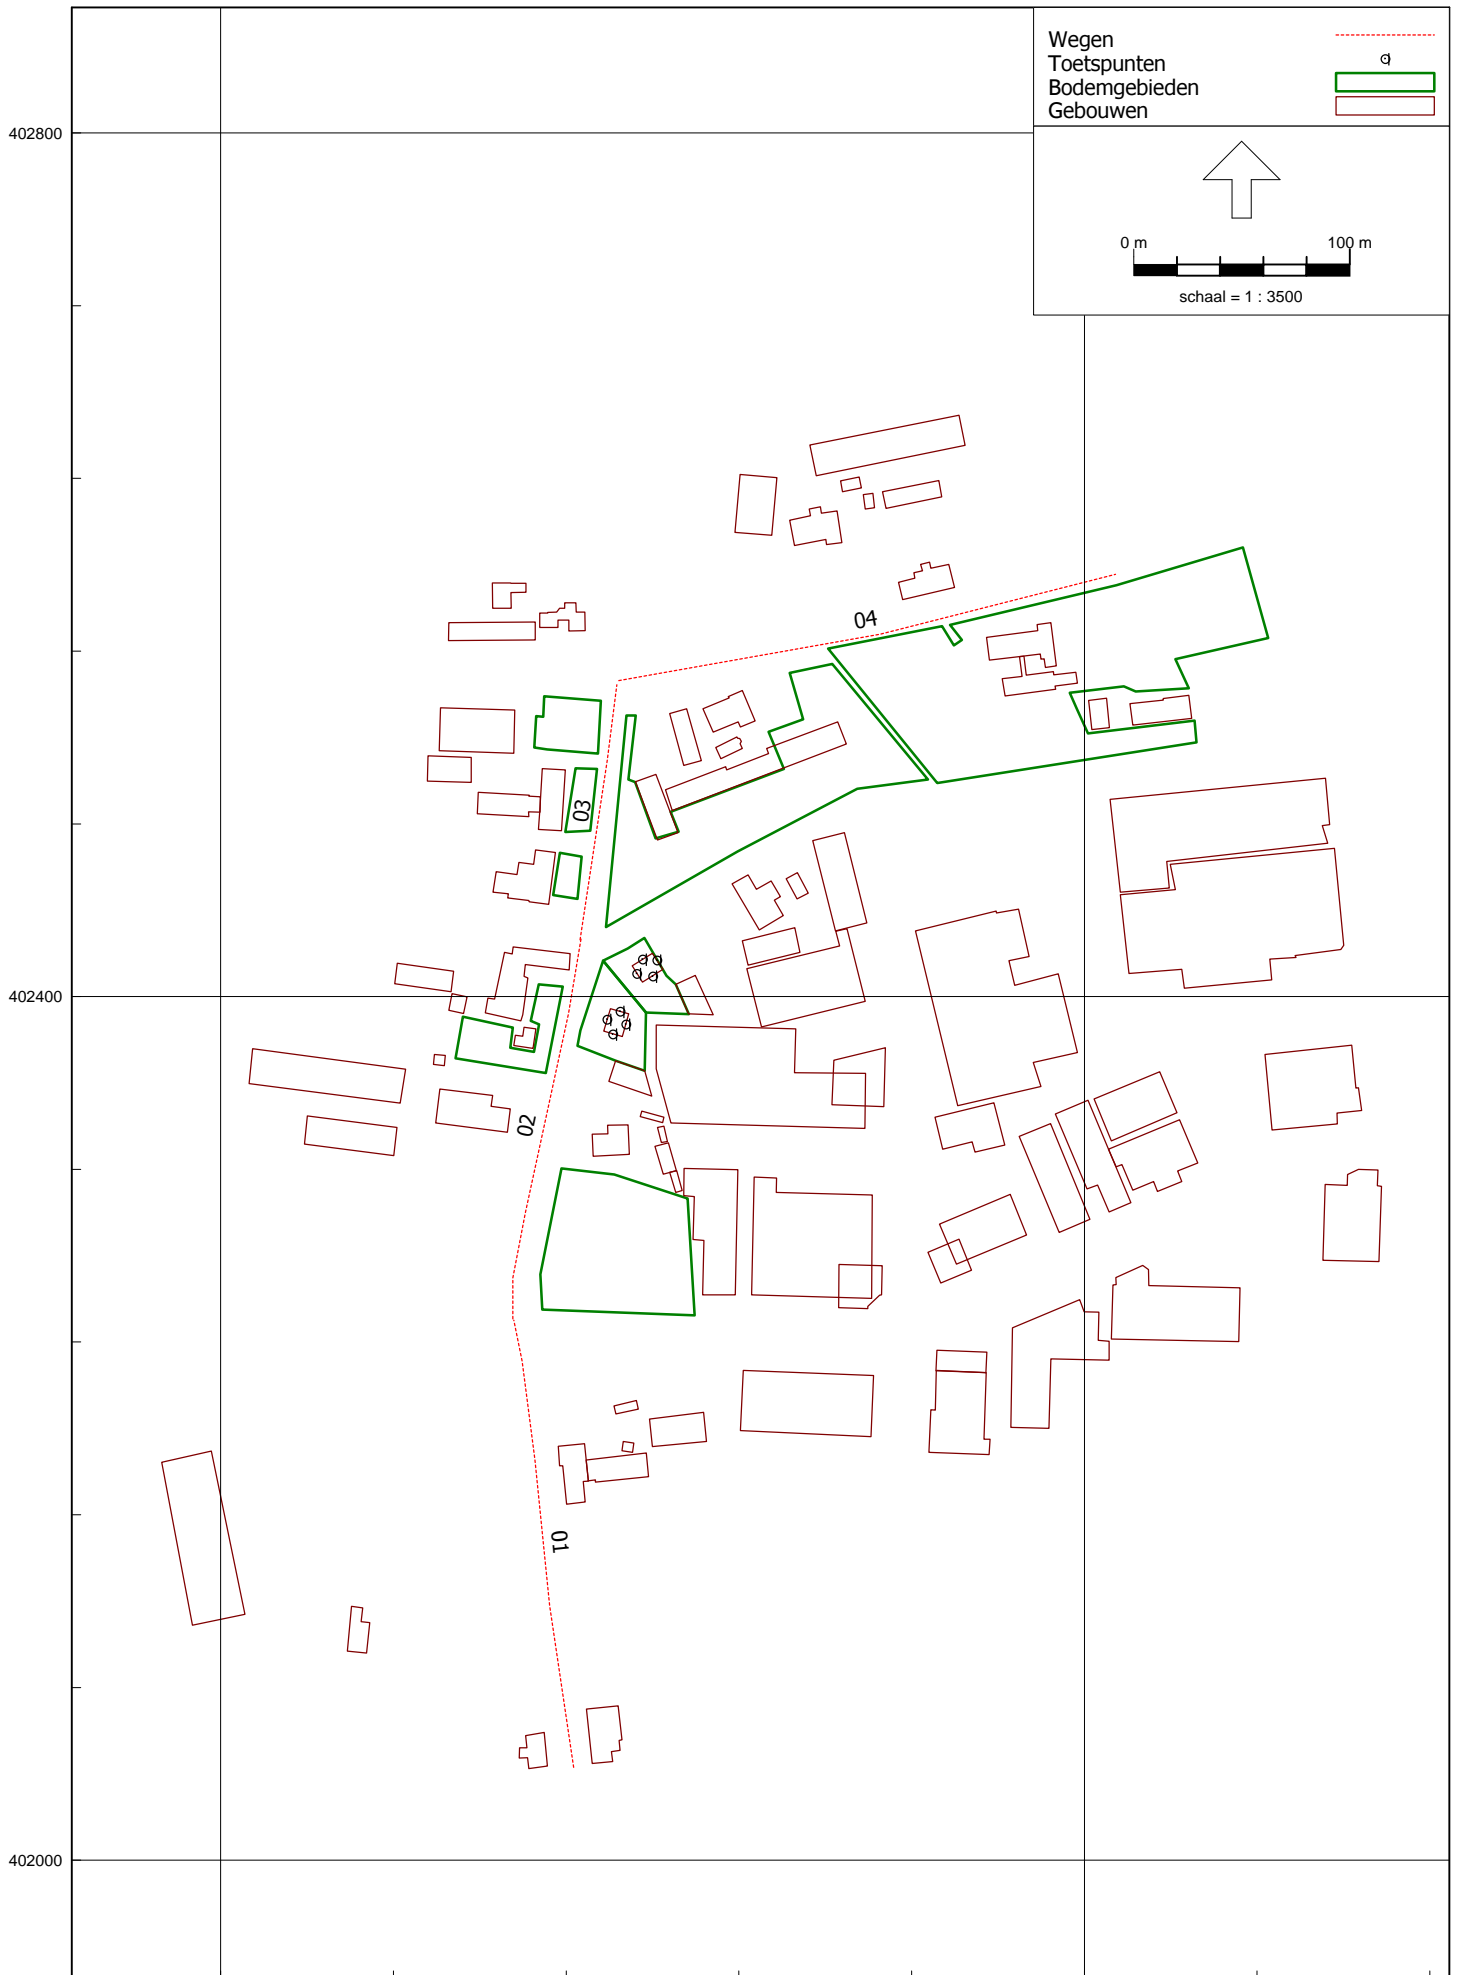 Wegen
Toetspunten
Bodemgebieden
Gebouwen
402800
0 m 100 m
schaal = 1 : 3500
04
03
402400
02
01
402000